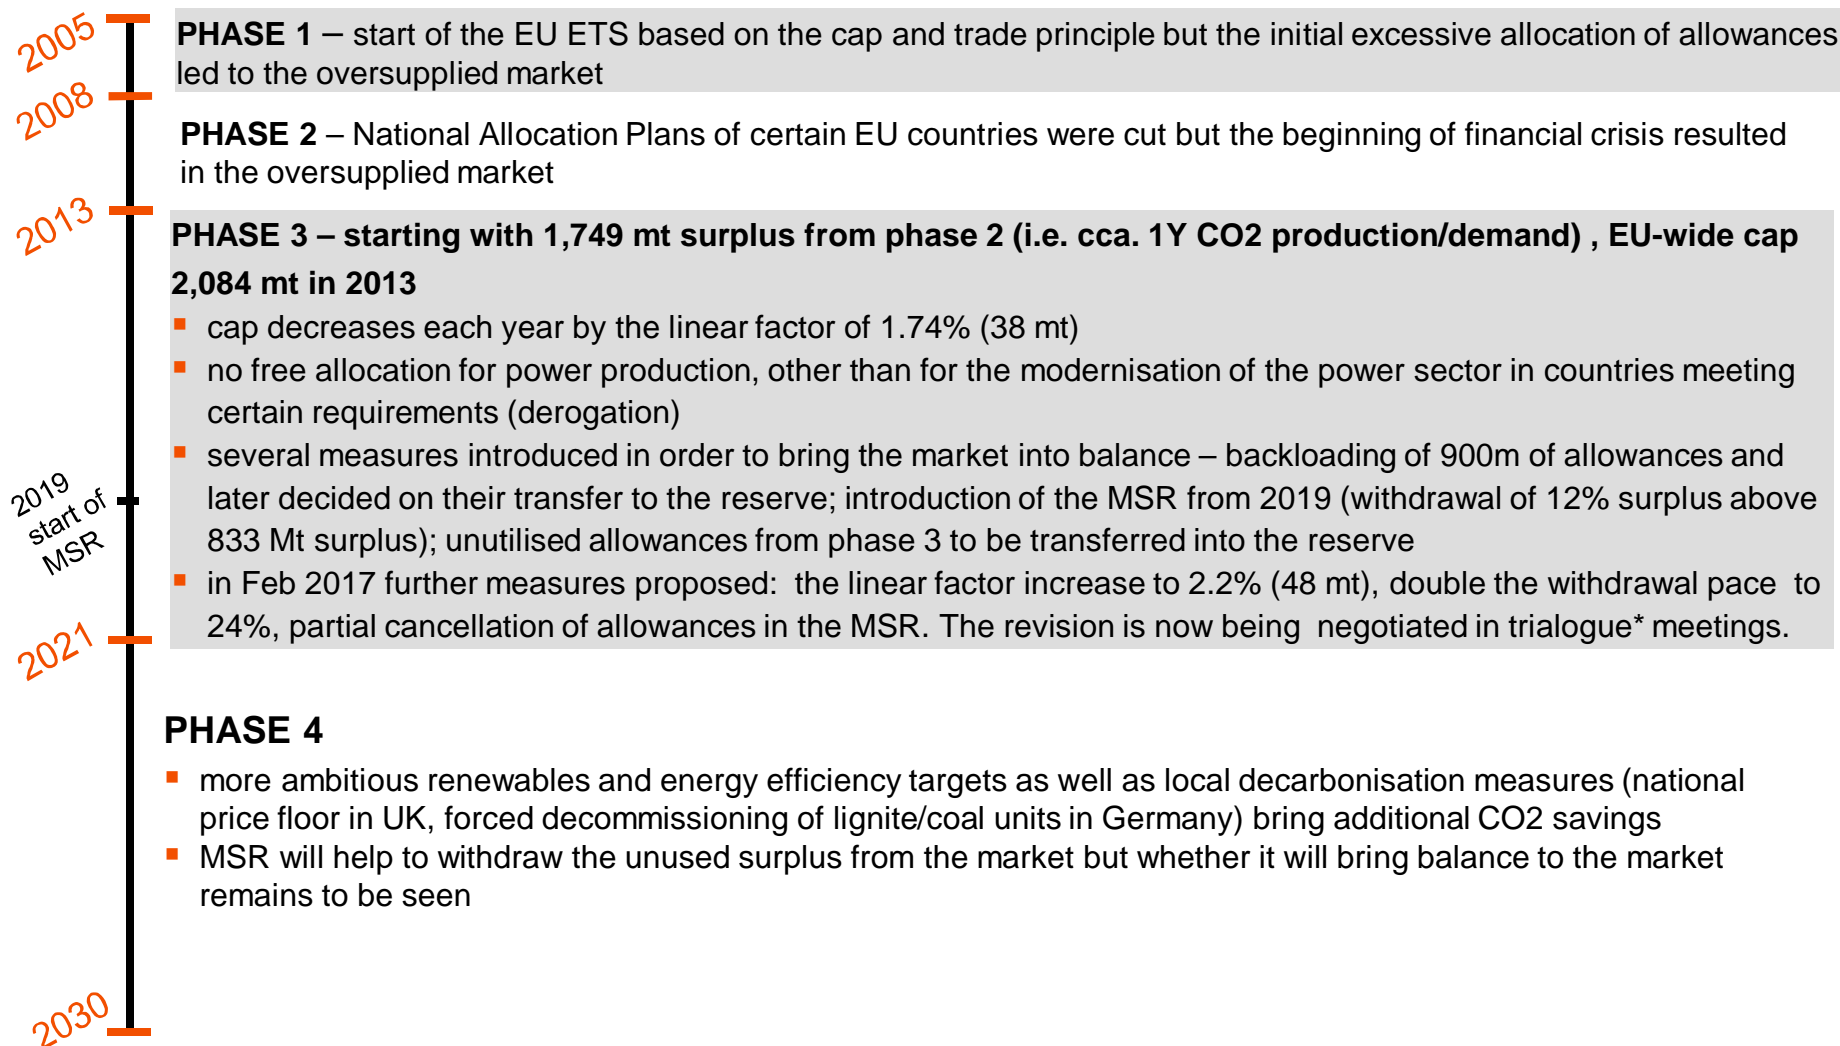 2005
PHASE 1 – start of the EU ETS based on the cap and trade principle but the initial excessive allocation of allowances
led to the oversupplied market
2008
PHASE 2 – National Allocation Plans of certain EU countries were cut but the beginning of financial crisis resulted
in the oversupplied market
2013
PHASE 3 – starting with 1,749 mt surplus from phase 2 (i.e. cca. 1Y CO2 production/demand) , EU-wide cap
2,084 mt in 2013
▪ cap decreases each year by the linear factor of 1.74% (38 mt)
▪ no free allocation for power production, other than for the modernisation of the power sector in countries meeting
certain requirements (derogation)
▪ several measures introduced in order to bring the market into balance – backloading of 900m of allowances and
later decided on their transfer to the reserve; introduction of the MSR from 2019 (withdrawal of 12% surplus above
833 Mt surplus); unutilised allowances from phase 3 to be transferred into the reserve
▪ in Feb 2017 further measures proposed: the linear factor increase to 2.2% (48 mt), double the withdrawal pace to
24%, partial cancellation of allowances in the MSR. The revision is now being negotiated in trialogue* meetings.
2019
start of
MSR
2021
PHASE 4
▪ more ambitious renewables and energy efficiency targets as well as local decarbonisation measures (national
price floor in UK, forced decommissioning of lignite/coal units in Germany) bring additional CO2 savings
▪ MSR will help to withdraw the unused surplus from the market but whether it will bring balance to the market
remains to be seen
2030